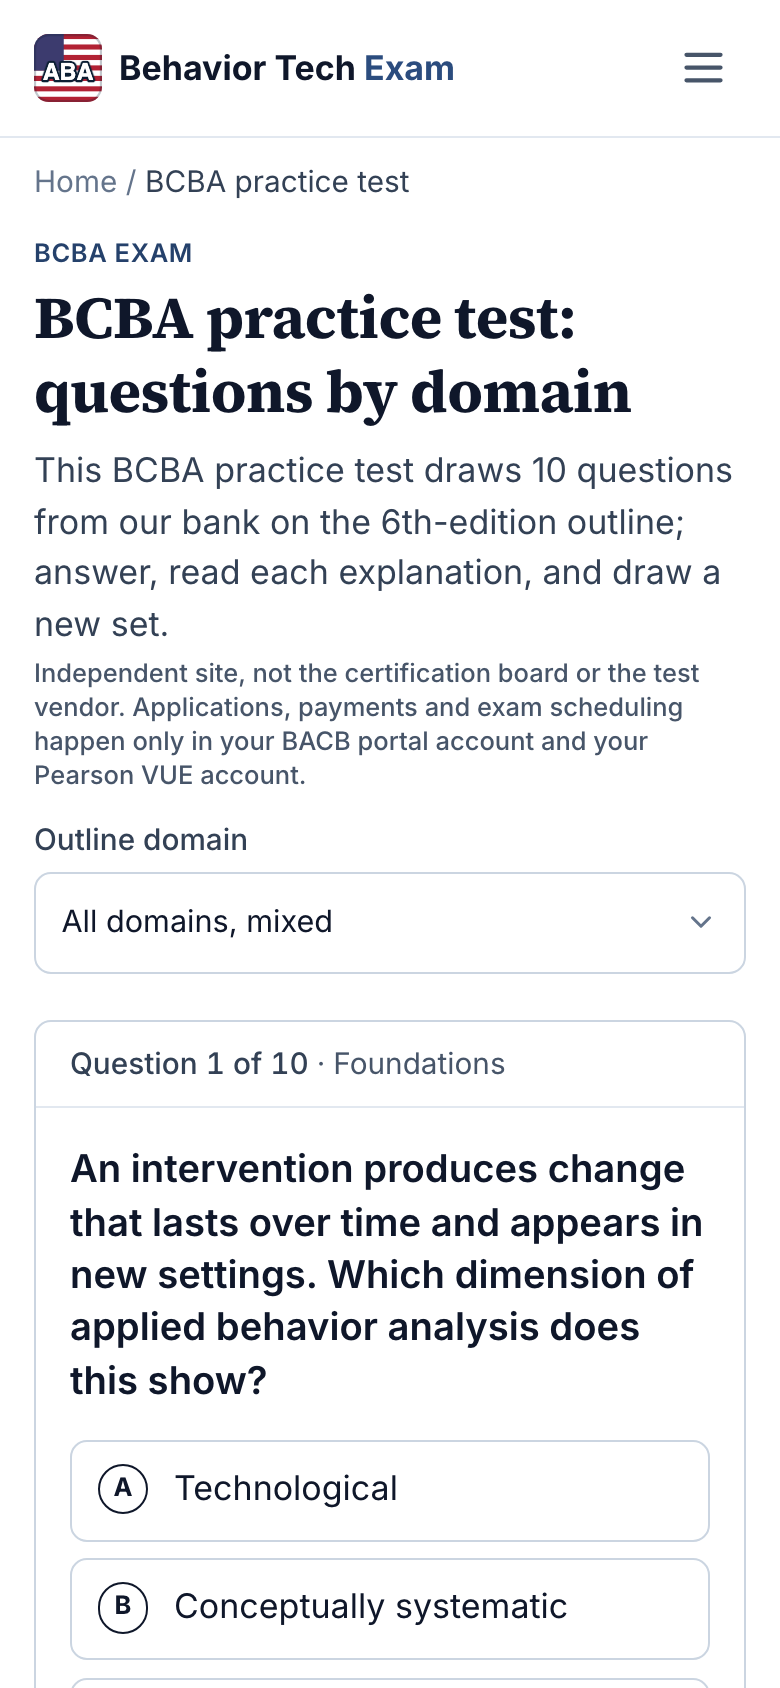 ABA
Behavior Tech Exam
Home / BCBA practice test
BCBA EXAM
BCBA practice test:
questions by domain
This BCBA practice test draws 10 questions
from our bank on the 6th-edition outline;
answer, read each explanation, and draw a
new set.
Independent site, not the certification board or the test
vendor. Applications, payments and exam scheduling
happen only in your BACB portal account and your
Pearson VUE account.
Outline domain
All domains, mixed
Question 1 of 10 · Foundations
An intervention produces change
that lasts over time and appears in
new settings. Which dimension of
applied behavior analysis does
this show?
A Technological
B Conceptually systematic